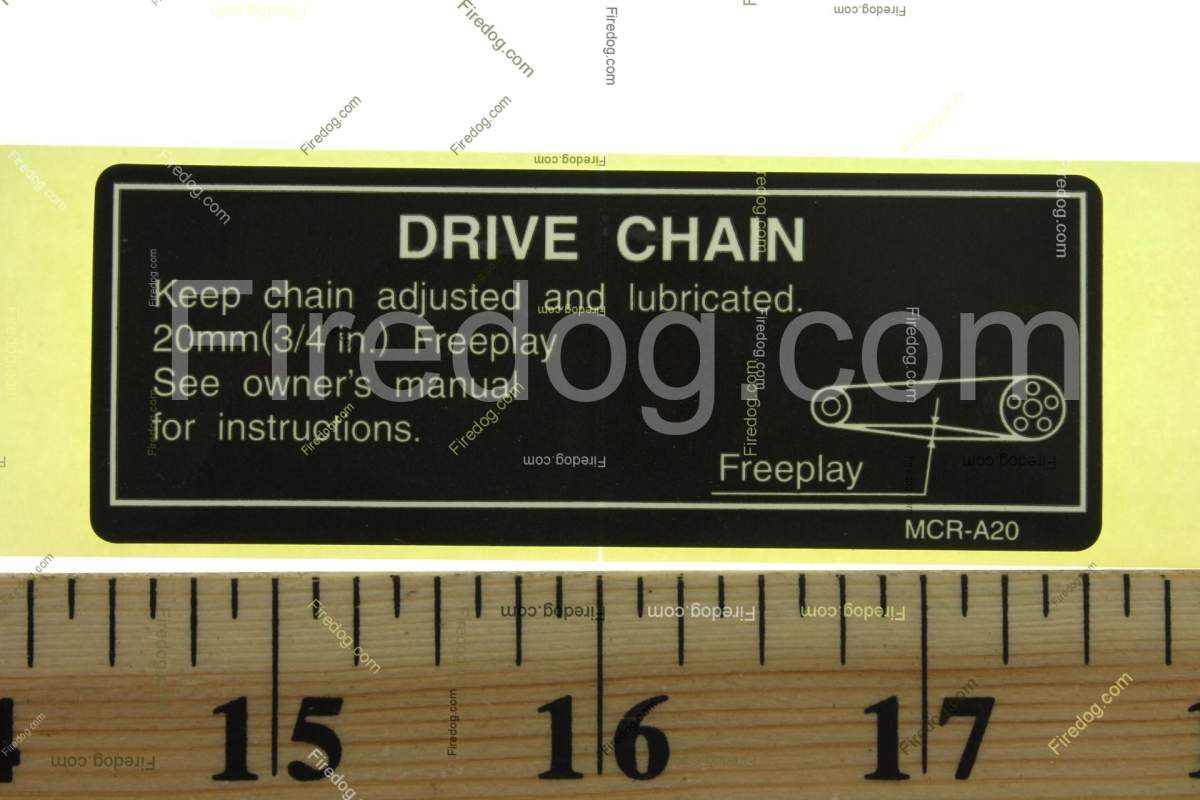 DRIVE CHAIN
Keep chain adjusted and lubricated.
20mm(3/4 in.) Freeplay
See owner's manual
for instructions.
Freeplay
MCR-A20
Firedog.com
15 16 17